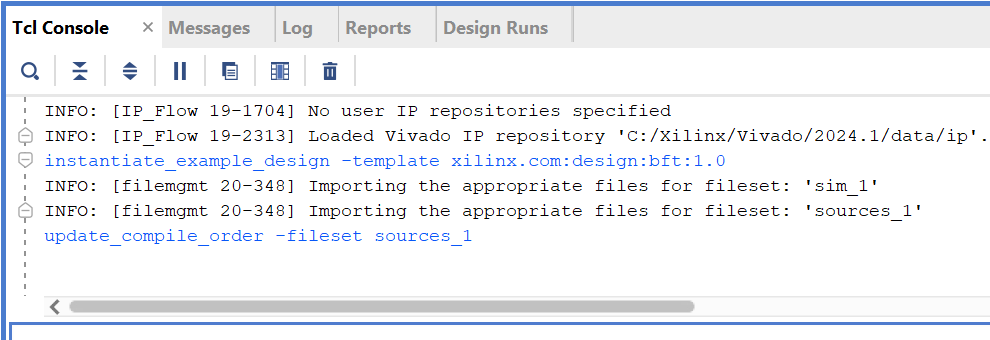 Tcl Console × Messages Log Reports Design Runs
INFO: [IP_Flow 19-1704] No user IP repositories specified
INFO: [IP_Flow 19-2313] Loaded Vivado IP repository 'C:/Xilinx/Vivado/2024.1/data/ip'.
instantiate_example_design -template xilinx.com:design:bft:1.0
INFO: [filemgmt 20-348] Importing the appropriate files for fileset: 'sim_1'
INFO: [filemgmt 20-348] Importing the appropriate files for fileset: 'sources_1'
update_compile_order -fileset sources_1